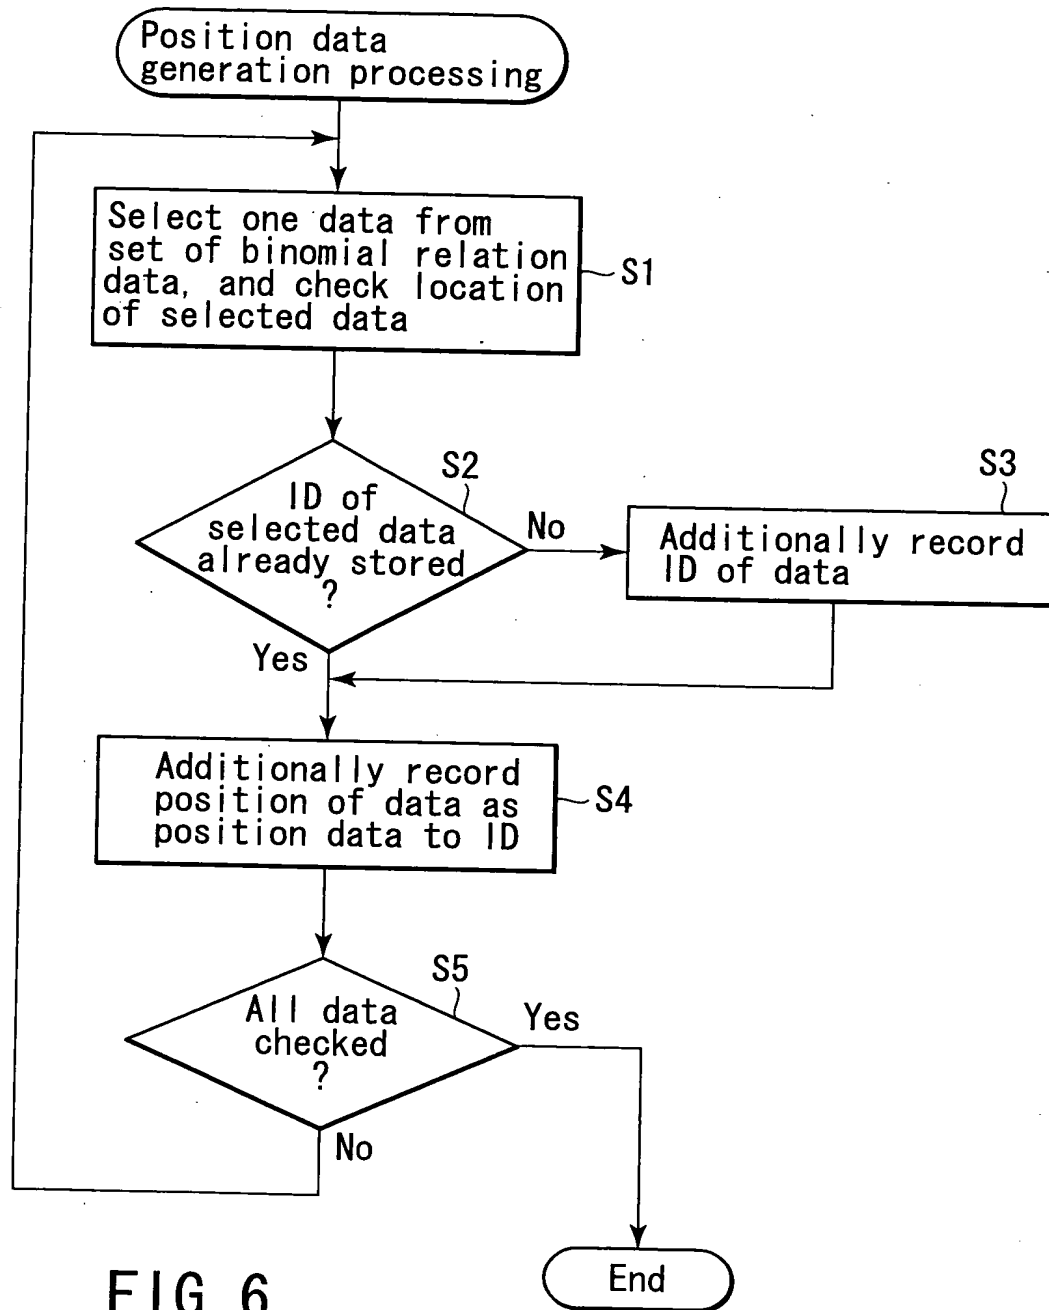 Position data
generation processing
Select one data from
set of binomial relation
data, and check location
of selected data
S1
ID of
selected data
already stored
?
S2
No
S3
Additionally record
ID of data
Yes
Additionally record
position of data as
position data to ID
S4
All data
checked
?
S5
Yes
No
End
FIG. 6